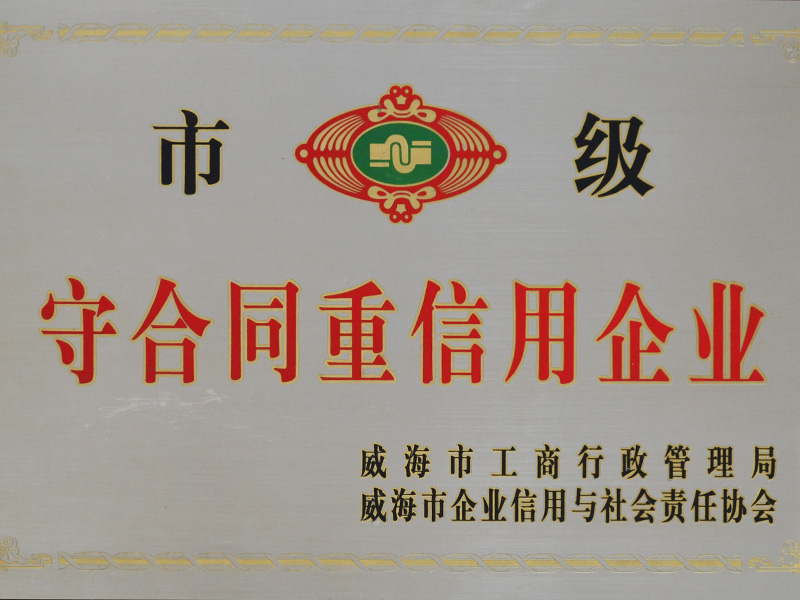 市级
守合同重信用企业
威海市工商行政管理局
威海市企业信用与社会责任协会